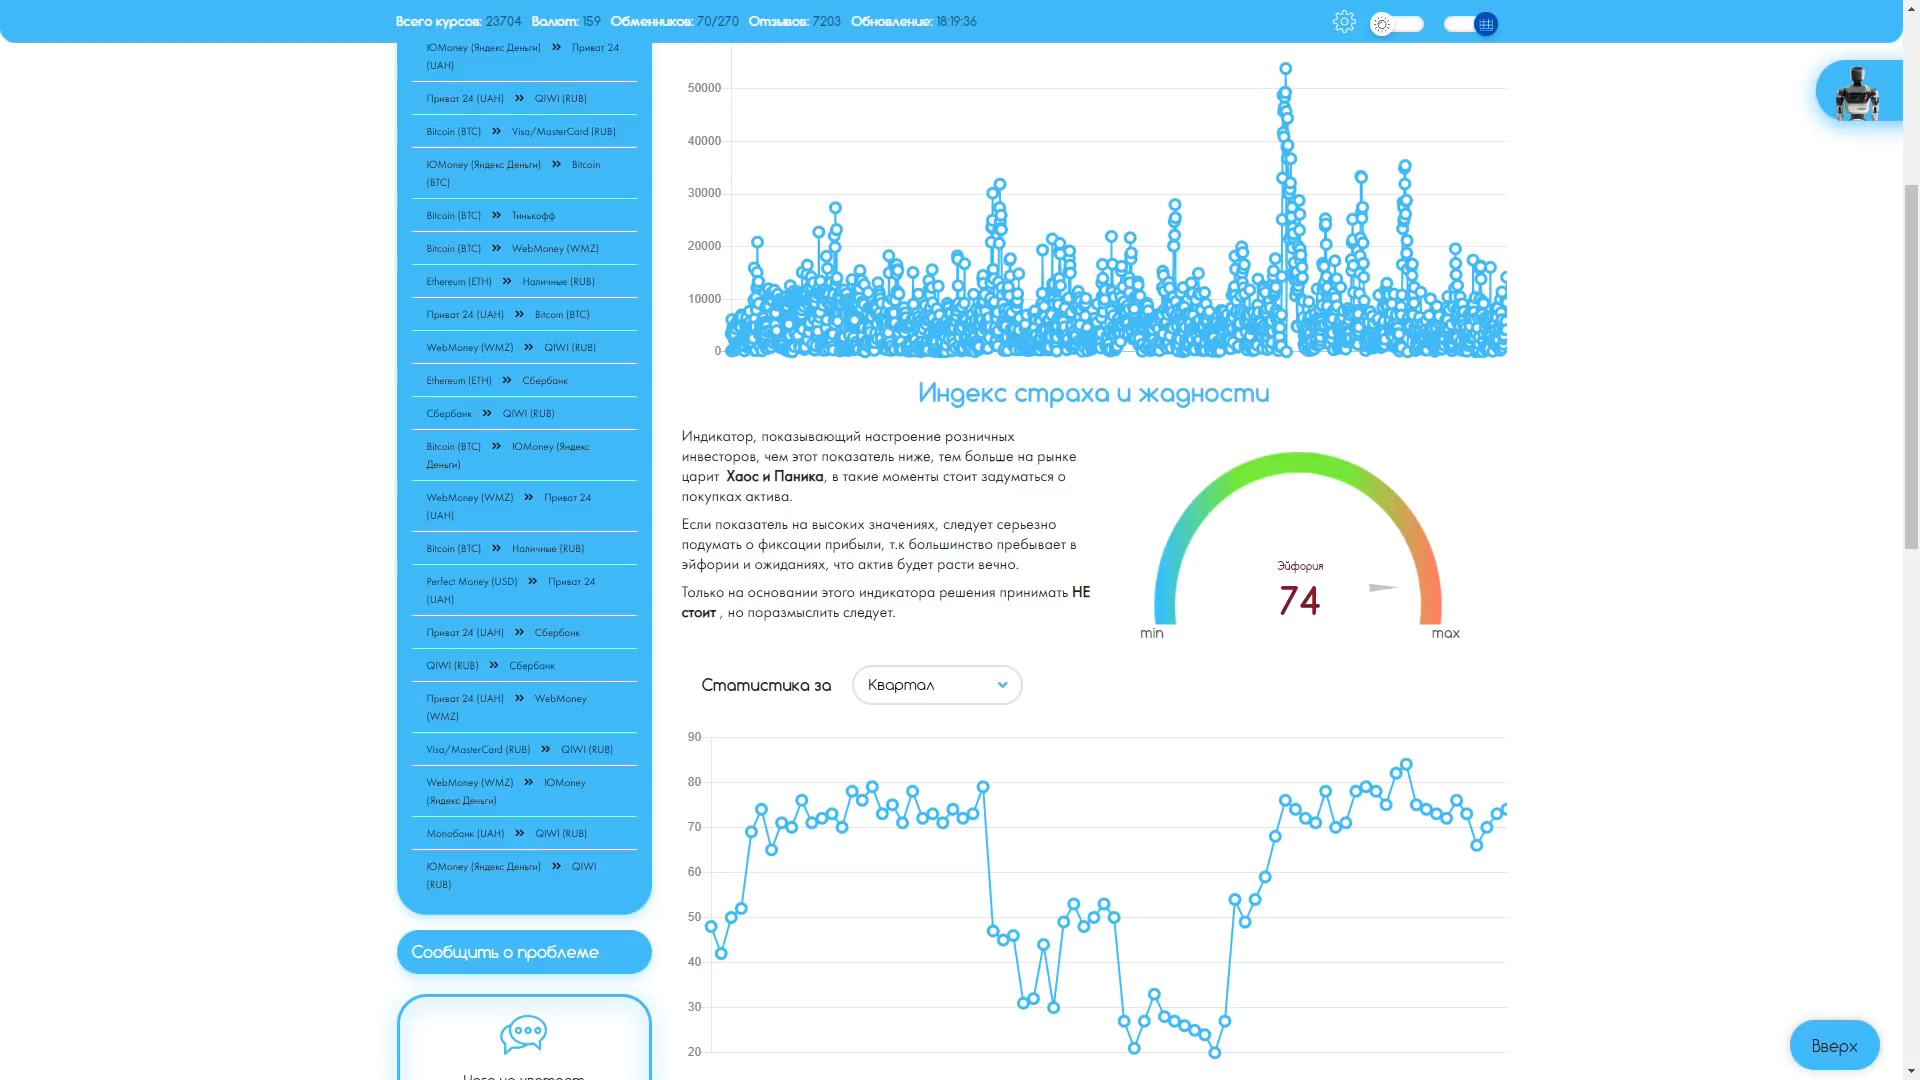 Всего курсов: 23704 Валют: 159 Обменников: 70/270 Отзывов: 7203 Обновление: 18:19:36
ЮMoney (Яндекс Деньги) » Приват 24
(UAH)
Приват 24 (UAH) » QIWI (RUB)
Bitcoin (BTC) » Visa/MasterCard (RUB)
ЮMoney (Яндекс Деньги) » Bitcoin
(BTC)
Bitcoin (BTC) » Тинькофф
Bitcoin (BTC) » WebMoney (WMZ)
Ethereum (ETH) » Наличные (RUB)
Приват 24 (UAH) » Bitcoin (BTC)
WebMoney (WMZ) » QIWI (RUB)
Ethereum (ETH) » Сбербанк
Сбербанк » QIWI (RUB)
Bitcoin (BTC) » ЮMoney (Яндекс
Деньги)
WebMoney (WMZ) » Приват 24
(UAH)
Bitcoin (BTC) » Наличные (RUB)
Perfect Money (USD) » Приват 24
(UAH)
Приват 24 (UAH) » Сбербанк
QIWI (RUB) » Сбербанк
Приват 24 (UAH) » WebMoney
(WMZ)
Visa/MasterCard (RUB) » QIWI (RUB)
WebMoney (WMZ) » ЮMoney
(Яндекс Деньги)
Монобанк (UAH) » QIWI (RUB)
ЮMoney (Яндекс Деньги) » QIWI
(RUB)
Сообщить о проблеме
50000
40000
30000
20000
10000
0
Индекс страха и жадности
Индикатор, показывающий настроение розничных
инвесторов, чем этот показатель ниже, тем больше на рынке
царит Хаос и Паника, в такие моменты стоит задуматься о
покупках актива.
Если показатель на высоких значениях, следует серьезно
подумать о фиксации прибыли, т.к большинство пребывает в
эйфории и ожиданиях, что актив будет расти вечно.
Только на основании этого индикатора решения принимать НЕ
стоит , но поразмыслить следует.
Эйфория
74
min
max
Статистика за
Квартал
90
80
70
60
50
40
30
20
Вверх